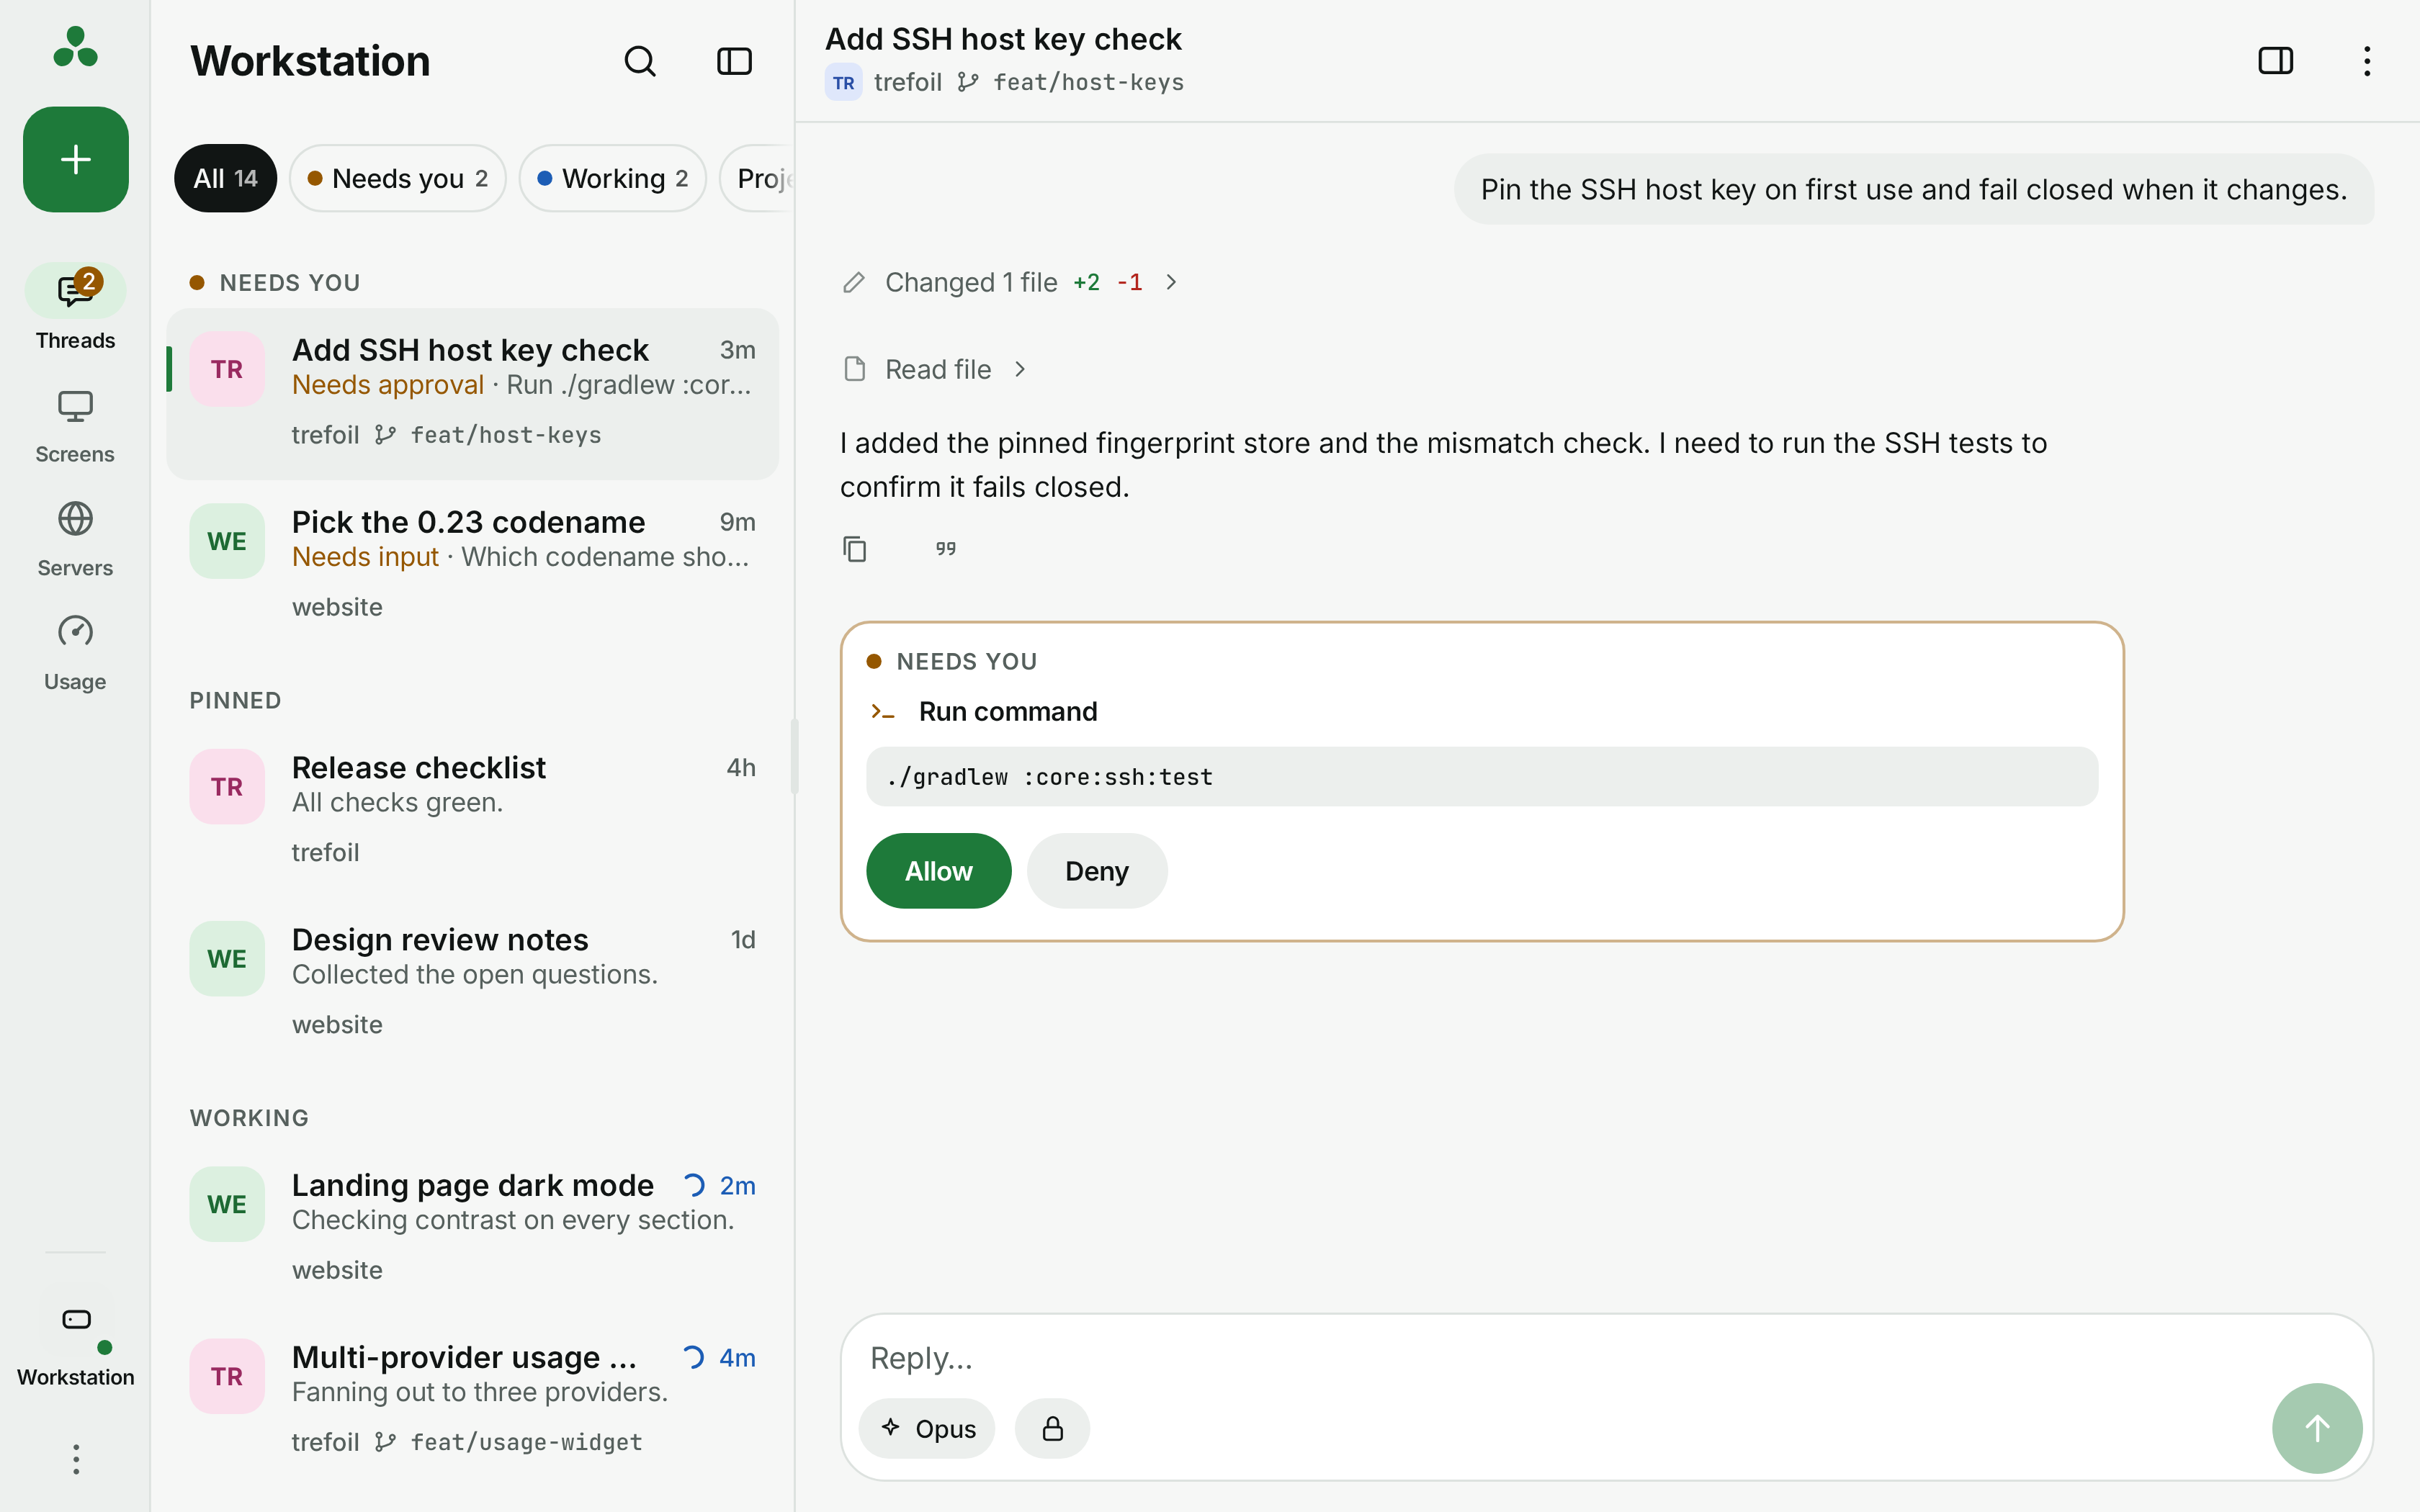 Workstation
All 14
Needs you 2
Working 2
2
Threads
Screens
Servers
Usage
Workstation
NEEDS YOU
TR
Add SSH host key check
3m
Needs approval · Run ./gradlew :cor...
trefoil feat/host-keys
WE
Pick the 0.23 codename
9m
Needs input · Which codename sho...
website
PINNED
TR
Release checklist
4h
All checks green.
trefoil
WE
Design review notes
1d
Collected the open questions.
website
WORKING
WE
Landing page dark mode
2m
Checking contrast on every section.
website
TR
Multi-provider usage ...
4m
Fanning out to three providers.
trefoil feat/usage-widget
Add SSH host key check
TR trefoil feat/host-keys
Pin the SSH host key on first use and fail closed when it changes.
Changed 1 file +2 -1
Read file
I added the pinned fingerprint store and the mismatch check. I need to run the SSH tests to
confirm it fails closed.
NEEDS YOU
Run command
./gradlew :core:ssh:test
Allow
Deny
Reply...
Opus